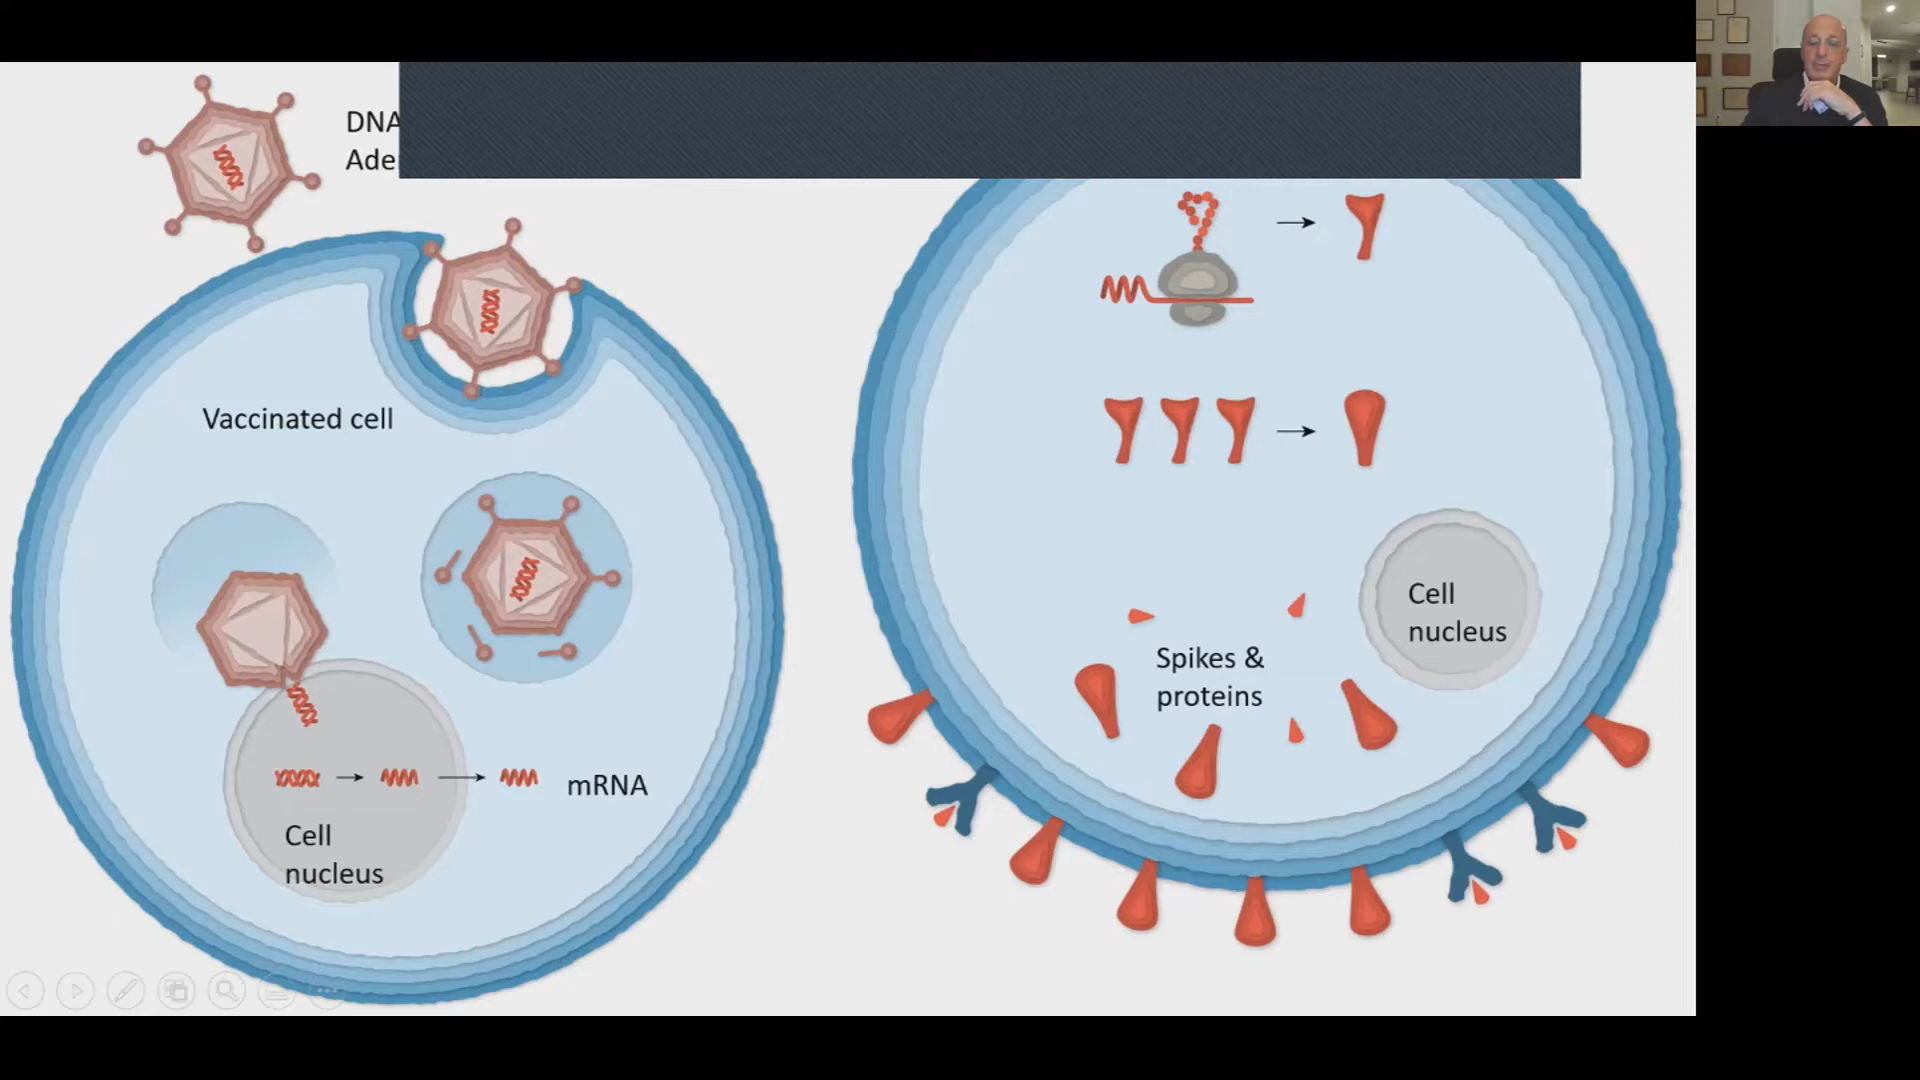 DNA
Ade
Vaccinated cell
mRNA
Cell
nucleus
Cell
nucleus
Spikes &
proteins